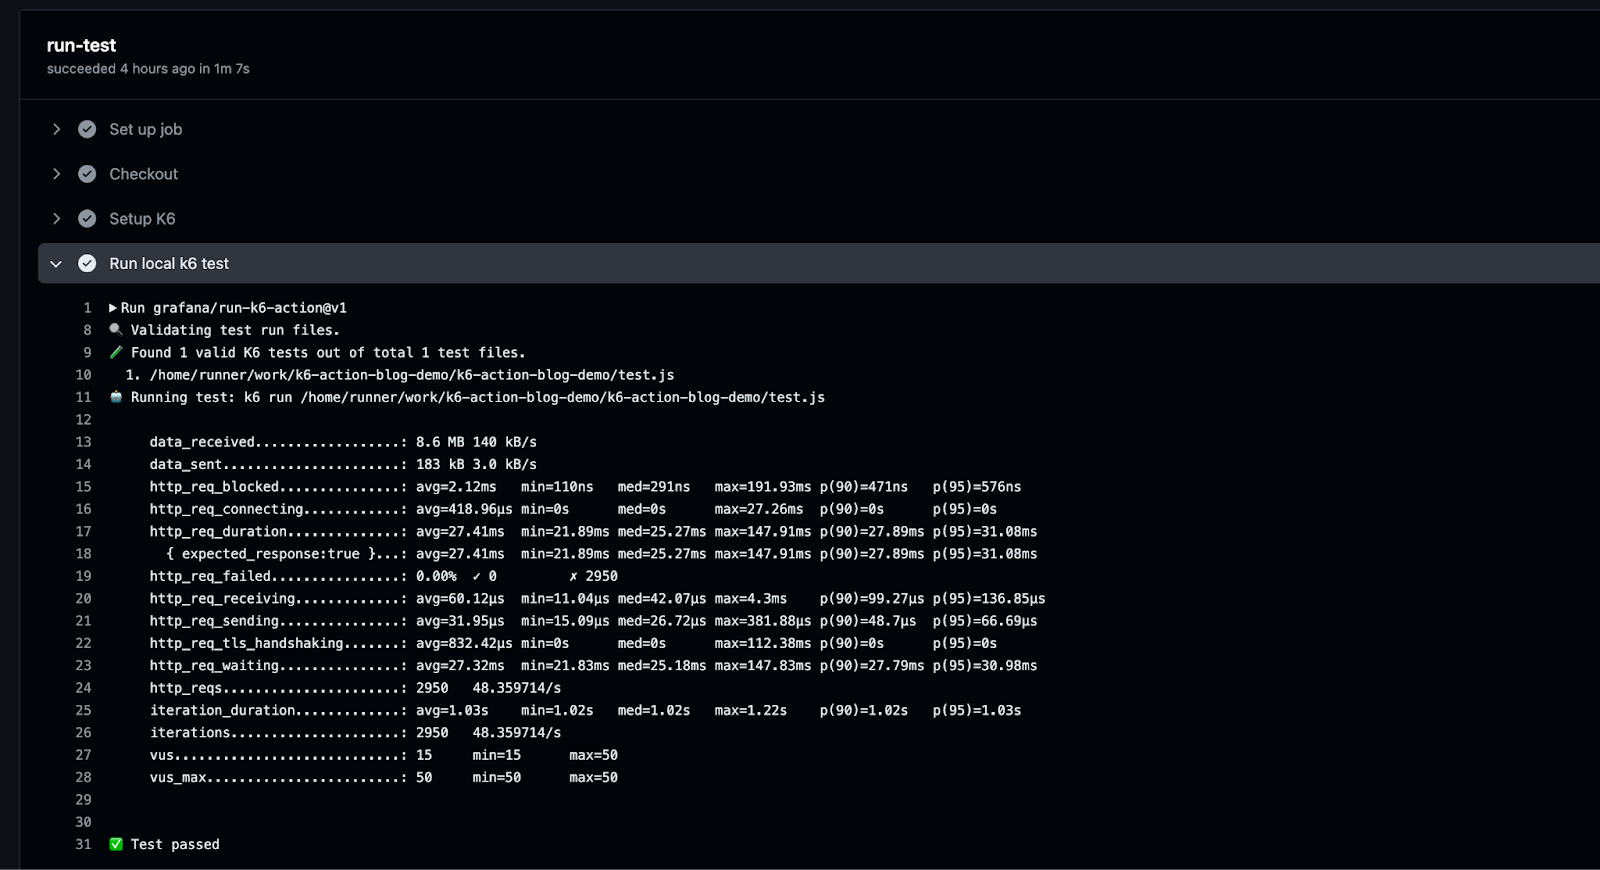 run-test
succeeded 4 hours ago in 1m 7s
Set up job
Checkout
Setup K6
Run local k6 test
1 ▶Run grafana/run-k6-action@v1
8 🔍 Validating test run files.
9 🧪 Found 1 valid K6 tests out of total 1 test files.
10 1. /home/runner/work/k6-action-blog-demo/k6-action-blog-demo/test.js
11 🤖 Running test: k6 run /home/runner/work/k6-action-blog-demo/k6-action-blog-demo/test.js
12
13 data_received..................: 8.6 MB 140 kB/s
14 data_sent......................: 183 kB 3.0 kB/s
15 http_req_blocked...............: avg=2.12ms min=110ns med=291ns max=191.93ms p(90)=471ns p(95)=576ns
16 http_req_connecting............: avg=418.96µs min=0s med=0s max=27.26ms p(90)=0s p(95)=0s
17 http_req_duration..............: avg=27.41ms min=21.89ms med=25.27ms max=147.91ms p(90)=27.89ms p(95)=31.08ms
18 { expected_response:true }...: avg=27.41ms min=21.89ms med=25.27ms max=147.91ms p(90)=27.89ms p(95)=31.08ms
19 http_req_failed................: 0.00% ✓ 0 ✗ 2950
20 http_req_receiving.............: avg=60.12µs min=11.04µs med=42.07µs max=4.3ms p(90)=99.27µs p(95)=136.85µs
21 http_req_sending...............: avg=31.95µs min=15.09µs med=26.72µs max=381.88µs p(90)=48.7µs p(95)=66.69µs
22 http_req_tls_handshaking.......: avg=832.42µs min=0s med=0s max=112.38ms p(90)=0s p(95)=0s
23 http_req_waiting...............: avg=27.32ms min=21.83ms med=25.18ms max=147.83ms p(90)=27.79ms p(95)=30.98ms
24 http_reqs......................: 2950 48.359714/s
25 iteration_duration.............: avg=1.03s min=1.02s med=1.02s max=1.22s p(90)=1.02s p(95)=1.03s
26 iterations.....................: 2950 48.359714/s
27 vus............................: 15 min=15 max=50
28 vus_max........................: 50 min=50 max=50
29
30
31 ✅ Test passed